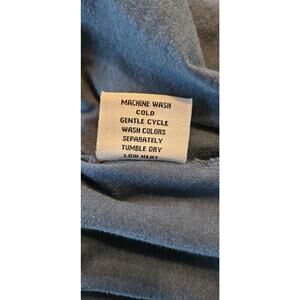 MACHINE WASH
COLD
GENTLE CYCLE
WASH COLORS
SEPARATELY
TUMBLE DRY
LOW HEAT